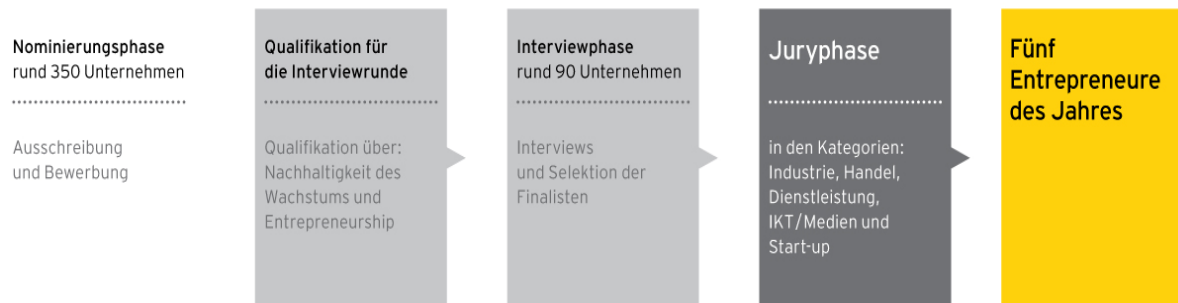 Nominierungsphase
rund 350 Unternehmen
Ausschreibung
und Bewerbung
Qualifikation für
die Interviewrunde
Qualifikation über:
Nachhaltigkeit des
Wachstums und
Entrepreneurship
Interviewphase
rund 90 Unternehmen
Interviews
und Selektion der
Finalisten
Juryphase
in den Kategorien:
Industrie, Handel,
Dienstleistung,
IKT/Medien und
Start-up
Fünf
Entrepreneure
des Jahres